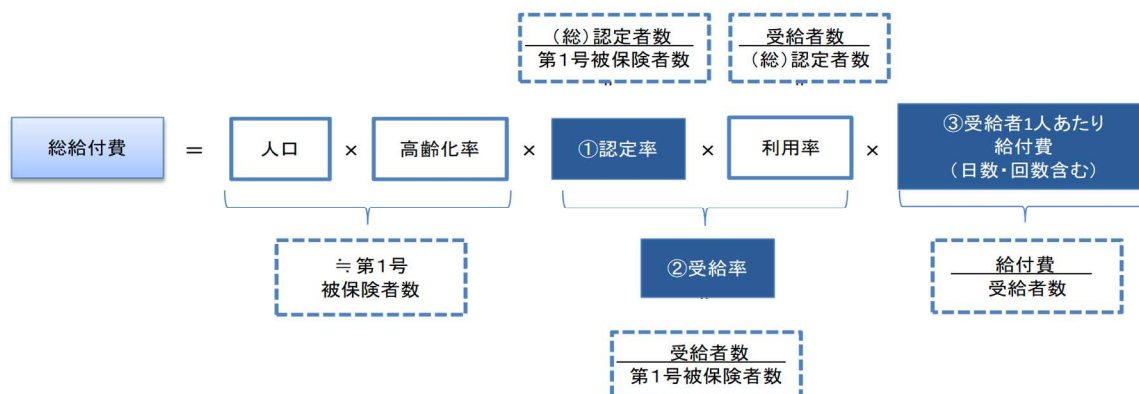 (総)認定者数
第1号被保険者数
受給者数
(総)認定者数
総給付費 = 人口 × 高齢化率 × ①認定率 × 利用率 × ③受給者1人あたり
給付費
(日数・回数含む)
≒第1号
被保険者数
②受給率
給付費
受給者数
受給者数
第1号被保険者数